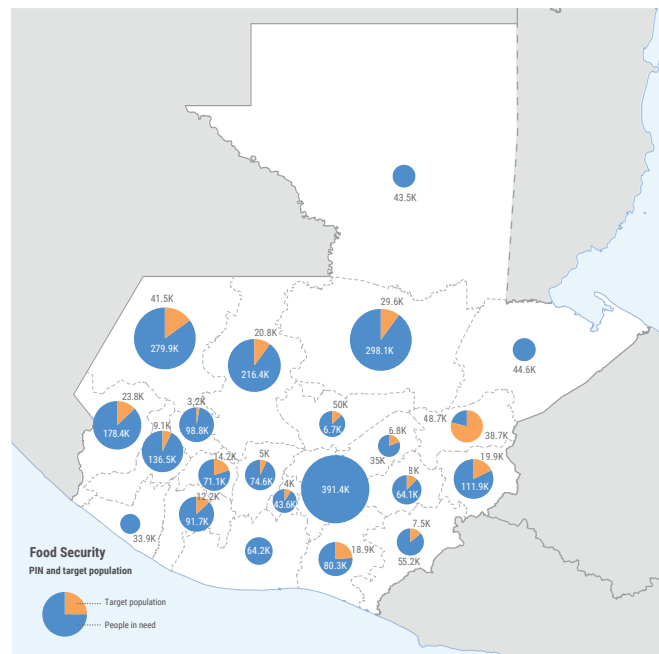 43.5K
41.5K
279.9K
20.8K
216.4K
29.6K
298.1K
44.6K
23.8K
178.4K
9.1K
136.5K
3.2K
98.8K
50K
6.7K
6.8K
35K
48.7K
38.7K
19.9K
111.9K
14.2K
71.1K
5K
74.6K
4K
43.6K
391.4K
8K
64.1K
12.2K
91.7K
33.9K
64.2K
18.9K
80.3K
7.5K
55.2K
Food Security
PIN and target population
Target population
People in need